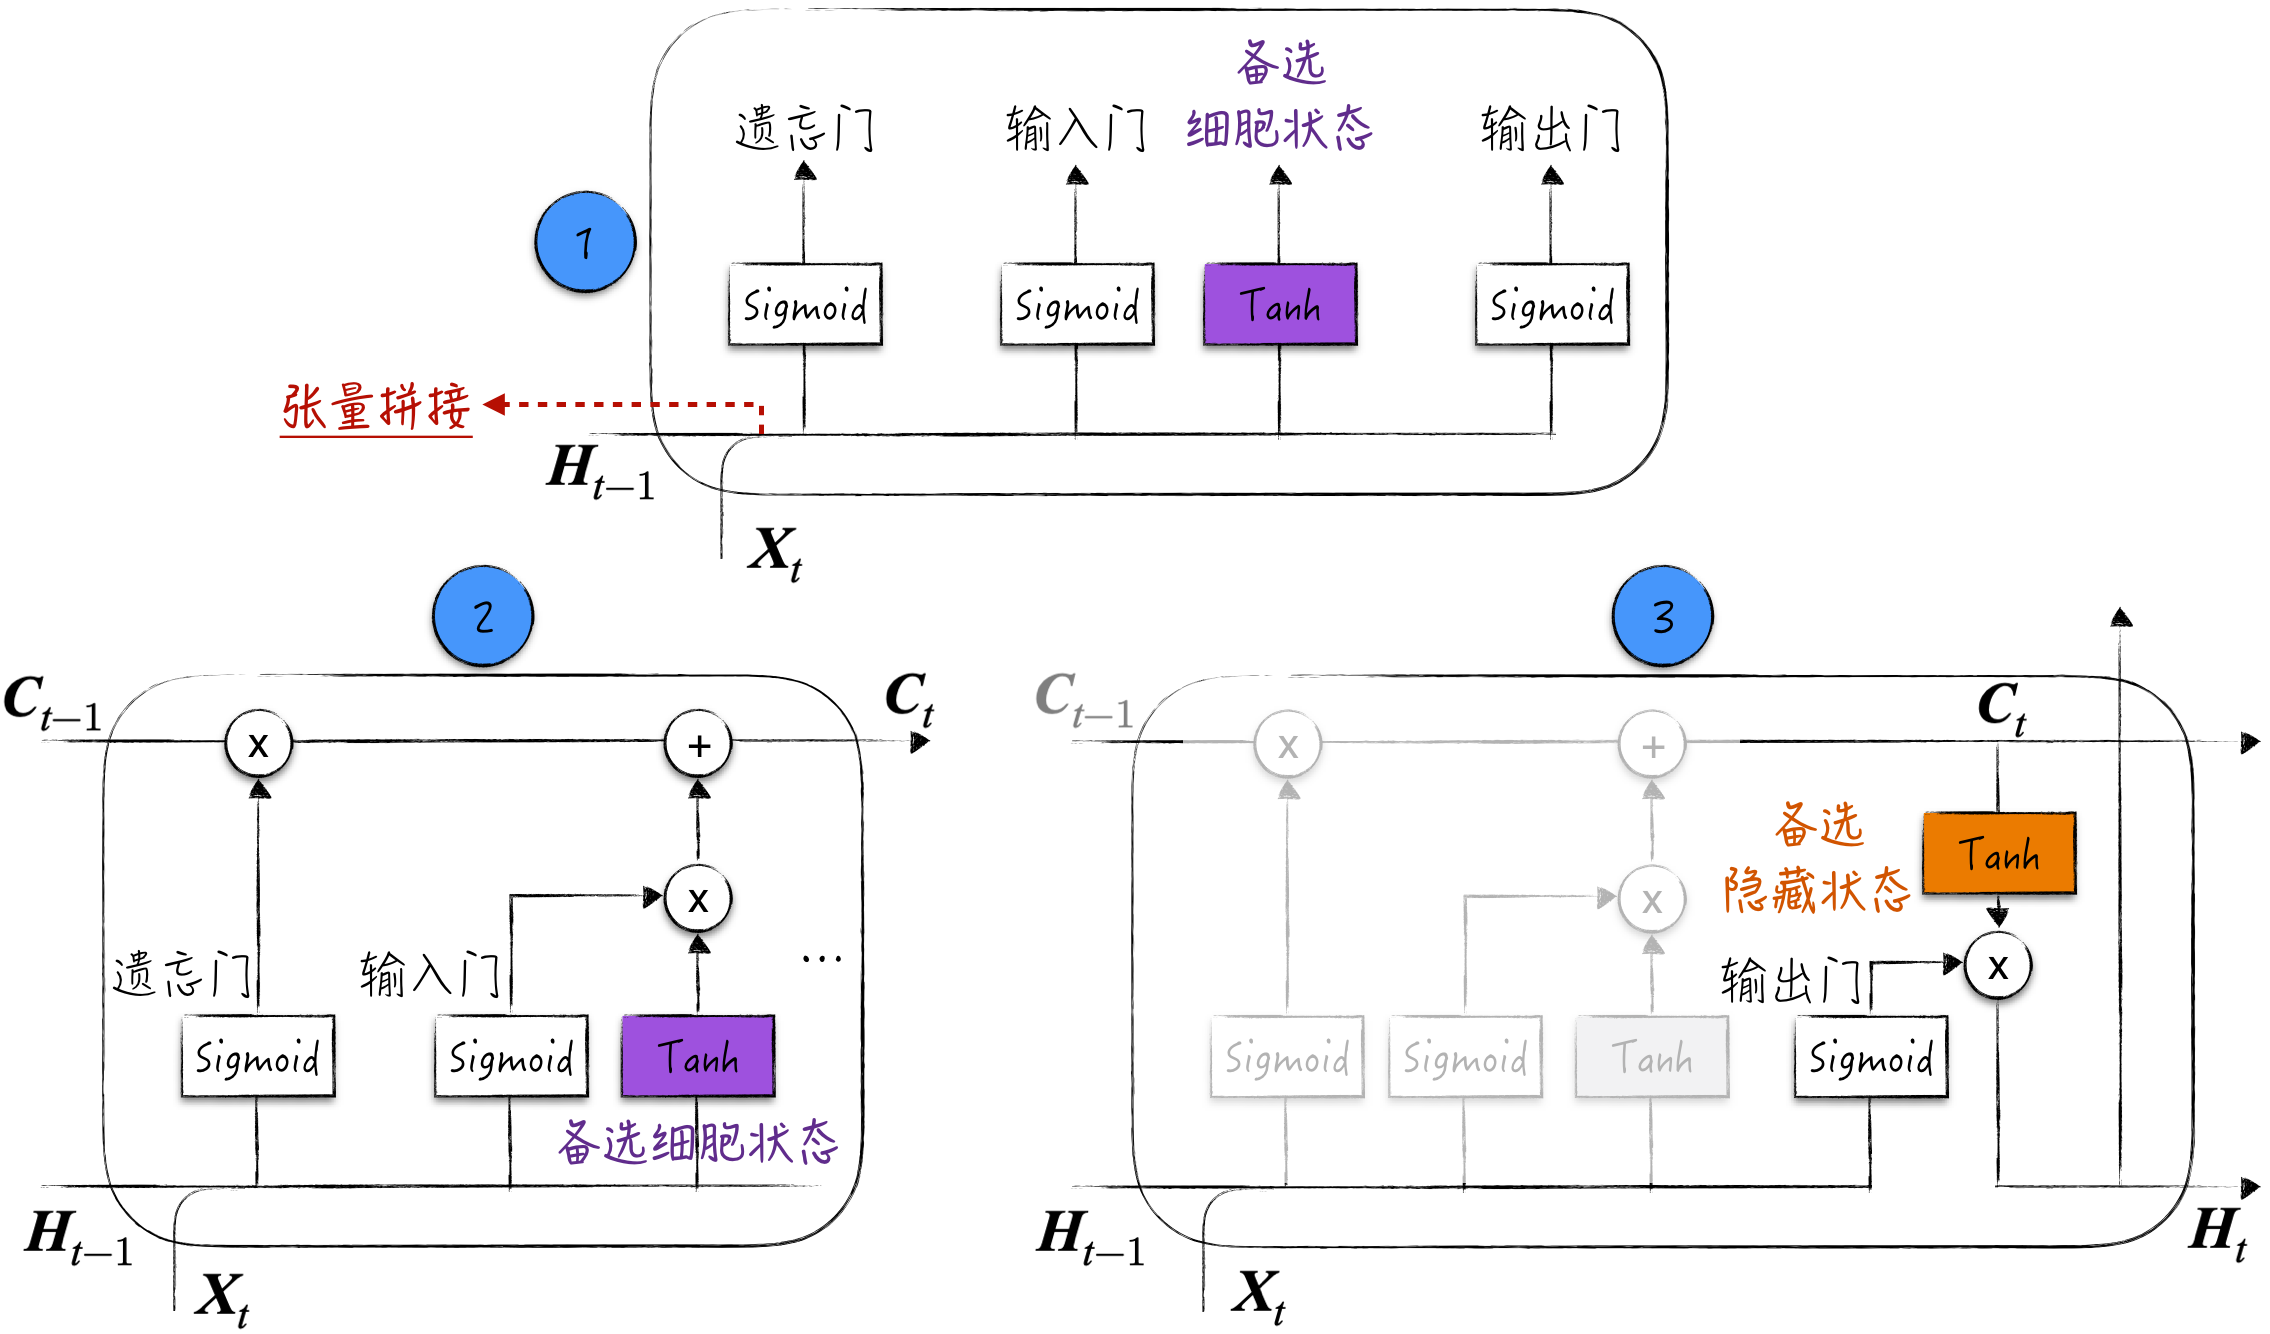 备选
遗忘门 输入门 细胞状态 输出门
1
Sigmoid Sigmoid Tanh Sigmoid
张量拼接
H_{t-1}
X_t
2
C_{t-1} C_t
x +
x
遗忘门 输入门 ...
Sigmoid Sigmoid Tanh
备选细胞状态
H_{t-1}
X_t
3
C_{t-1} C_t
x +
备选
Tanh
隐藏状态
x
输出门 x
Sigmoid Sigmoid Tanh Sigmoid
H_{t-1} H_t
X_t